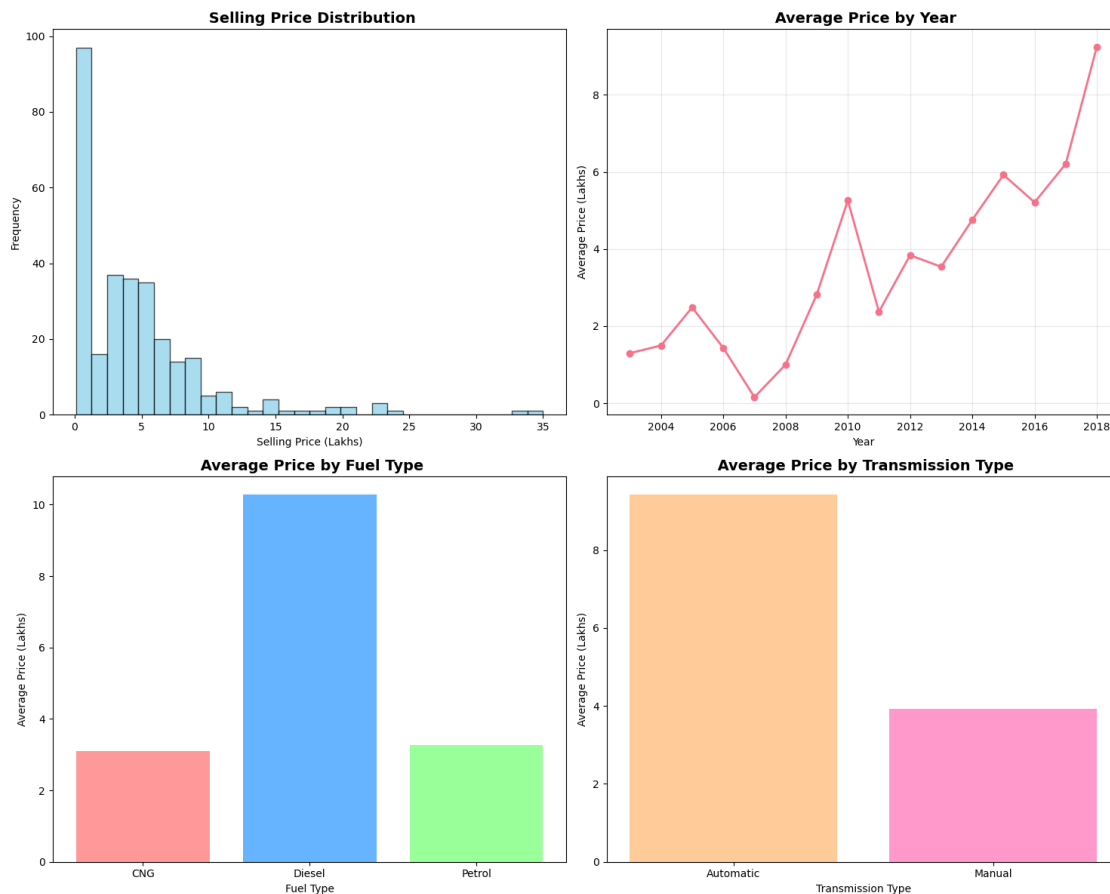 Selling Price Distribution
100
80
60
40
20
0
Frequency
0 5 10 15 20 25 30 35
Selling Price (Lakhs)
Average Price by Year
8
6
4
2
0
Average Price (Lakhs)
2004 2006 2008 2010 2012 2014 2016 2018
Year
Average Price by Fuel Type
10
8
6
4
2
0
Average Price (Lakhs)
CNG Diesel Petrol
Fuel Type
Average Price by Transmission Type
8
6
4
2
0
Average Price (Lakhs)
Automatic Manual
Transmission Type